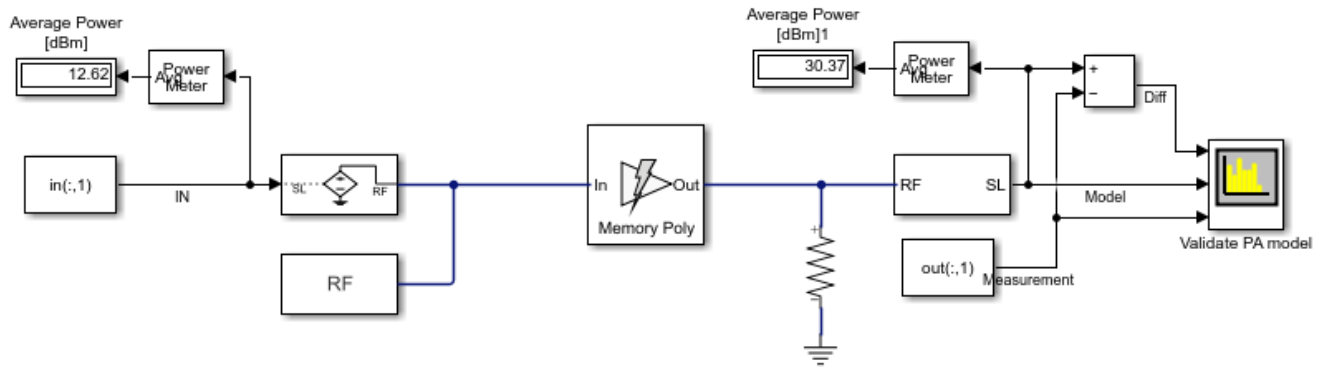 Average Power
[dBm]
12.62
Avg
Power
Meter
in(:,1)
IN
SL
RF
RF
In
Out
Memory Poly
Average Power
[dBm]1
30.37
Avg
Power
Meter
+
−
Diff
RF
SL
Model
out(:,1)
Measurement
Validate PA model
+
−